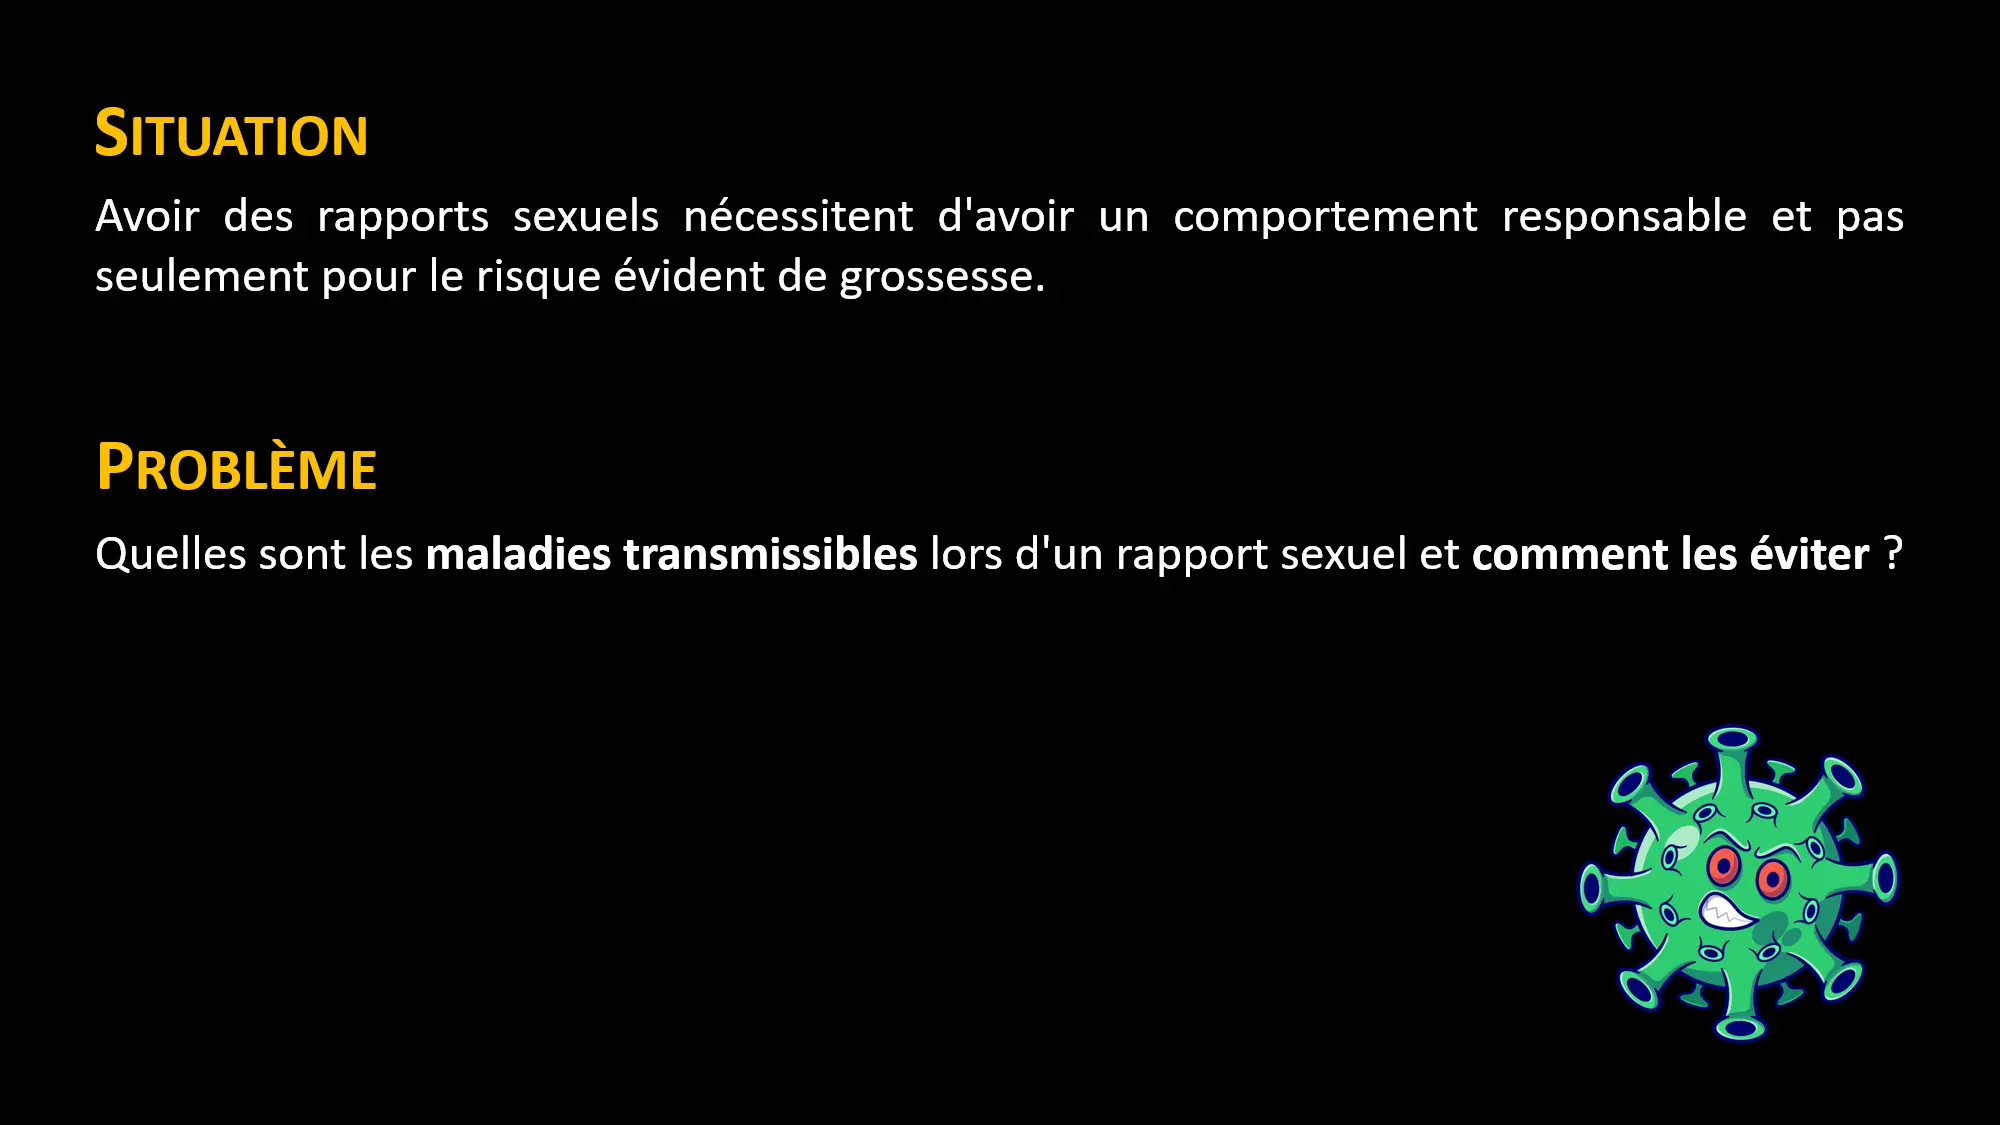 SITUATION
Avoir des rapports sexuels nécessitent d'avoir un comportement responsable et pas
seulement pour le risque évident de grossesse.
PROBLÈME
Quelles sont les maladies transmissibles lors d'un rapport sexuel et comment les éviter ?